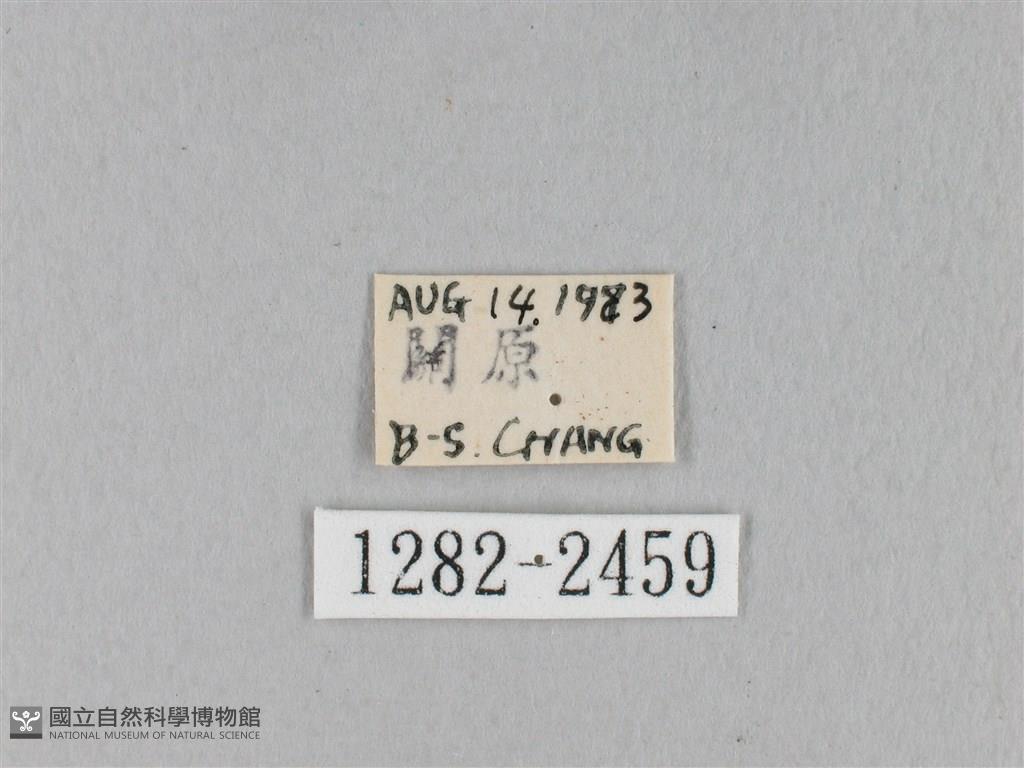 AUG 14. 1983
關原
B-S. CHANG
1282-2459
國立自然科學博物館
NATIONAL MUSEUM OF NATURAL SCIENCE